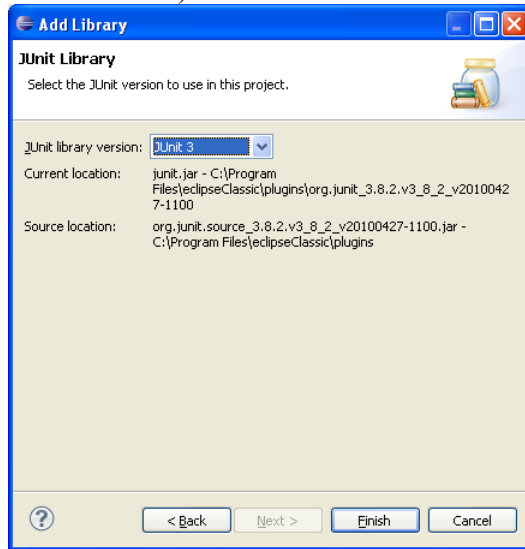 Add Library
JUnit Library
Select the JUnit version to use in this project.
JUnit library version: JUnit 3
Current location: junit.jar - C:\Program
Files\eclipseClassic\plugins\org.junit_3.8.2.v3_8_2_v2010042
7-1100
Source location: org.junit.source_3.8.2.v3_8_2_v20100427-1100.jar -
C:\Program Files\eclipseClassic\plugins
?
< Back Next > Finish Cancel